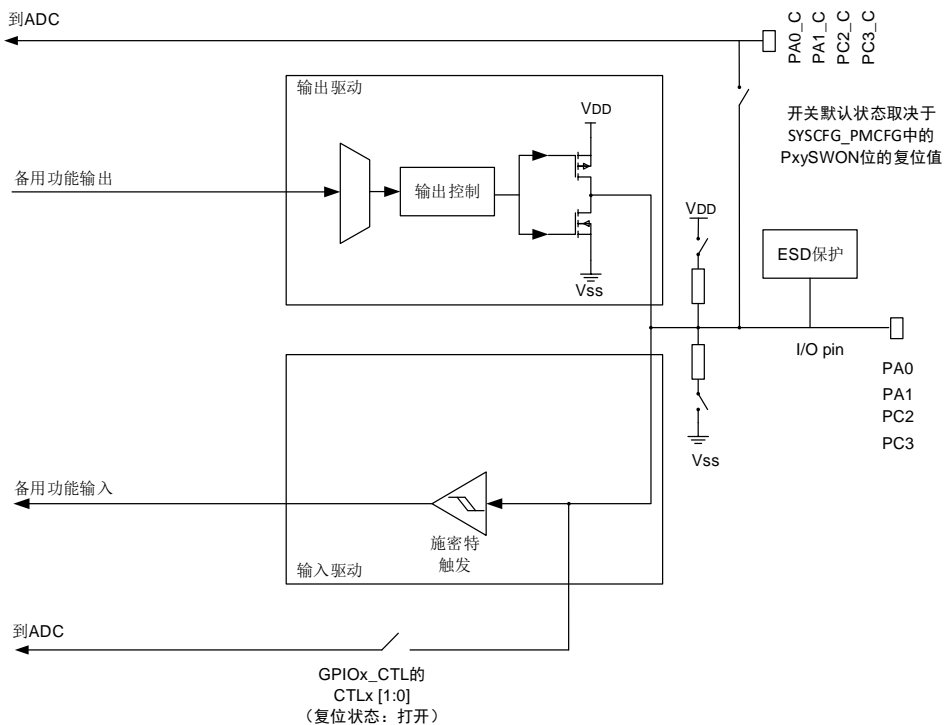 到ADC
PA0_C
PA1_C
PC2_C
PC3_C
输出驱动
VDD
开关默认状态取决于
SYSCFG_PMCFG中的
PxySWON位的复位值
备用功能输出
输出控制
VDD
ESD保护
Vss
I/O pin
PA0
PA1
PC2
PC3
Vss
备用功能输入
施密特
触发
输入驱动
到ADC
GPIOx_CTL的
CTLx [1:0]
（复位状态：打开）